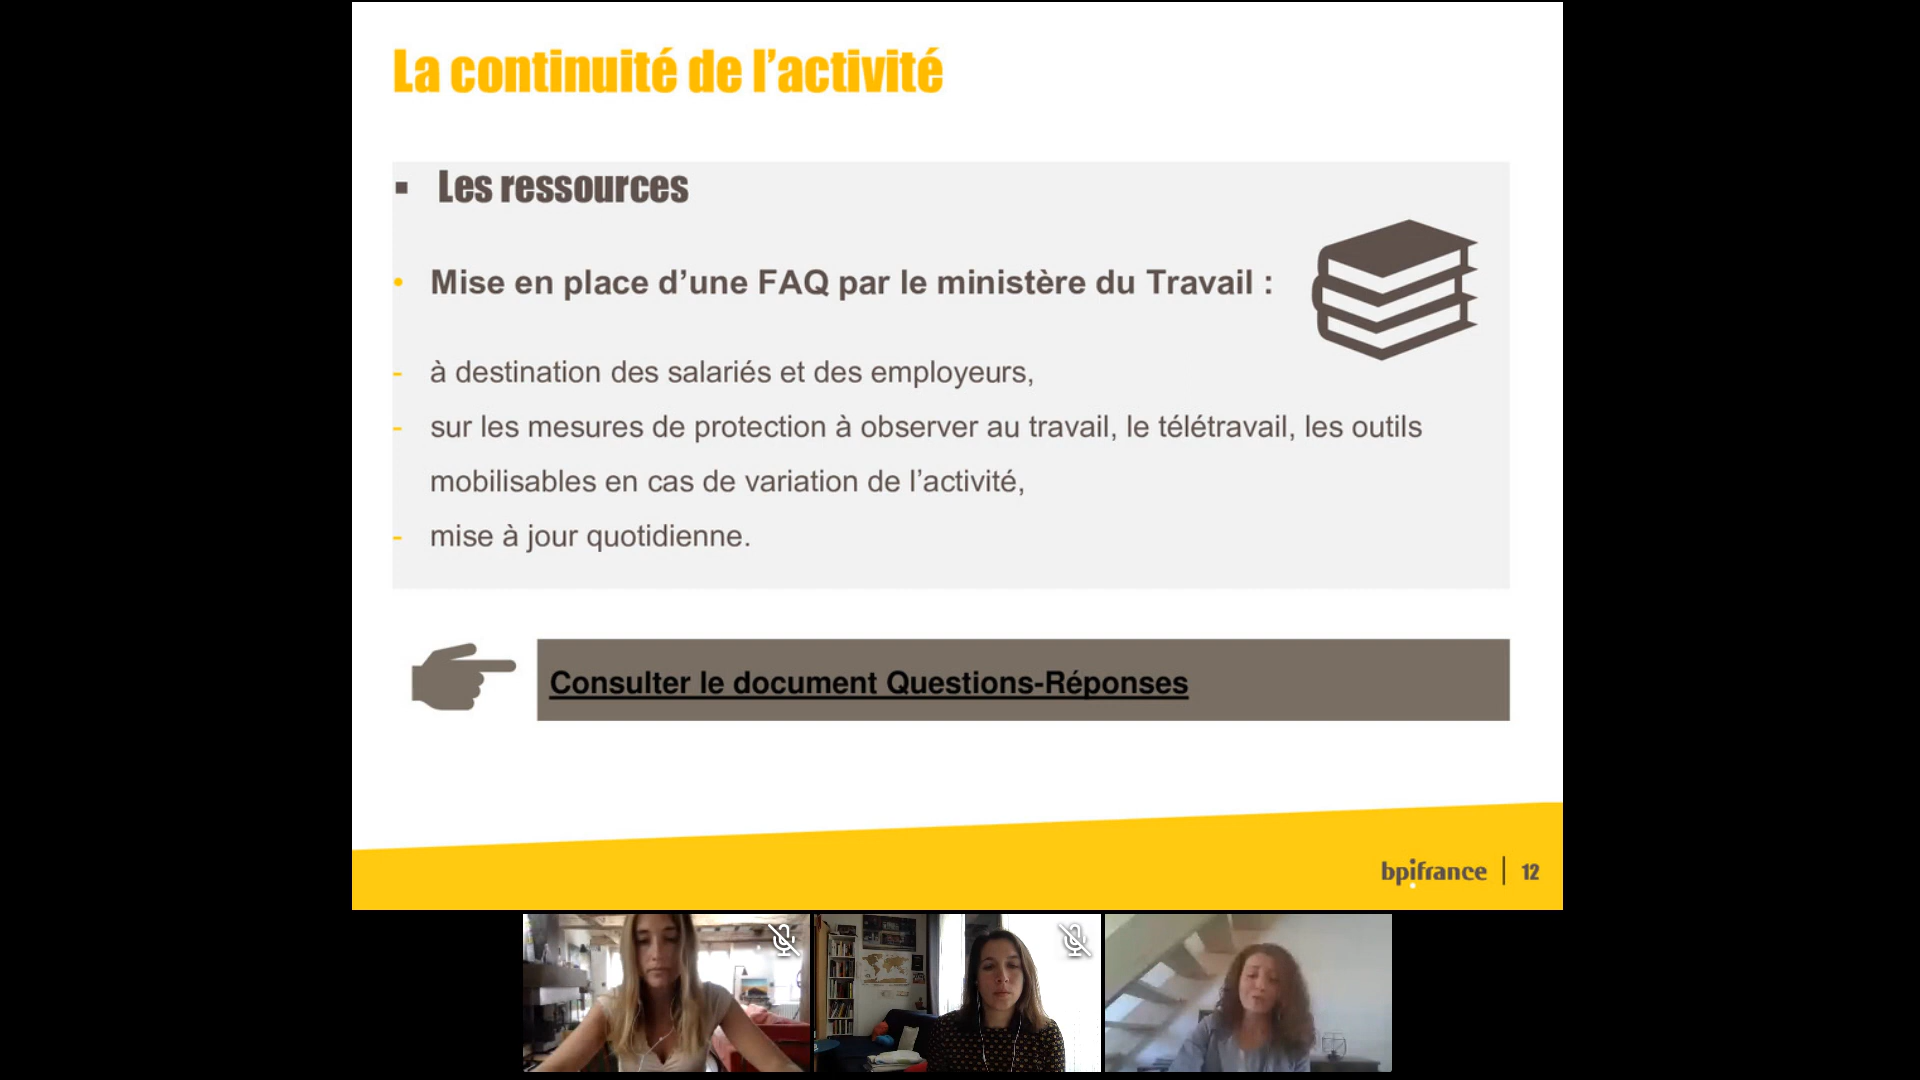 La continuité de l’activité
▪ Les ressources
• Mise en place d’une FAQ par le ministère du Travail :
- à destination des salariés et des employeurs,
- sur les mesures de protection à observer au travail, le télétravail, les outils
mobilisables en cas de variation de l’activité,
- mise à jour quotidienne.
Consulter le document Questions-Réponses
bpifrance | 12